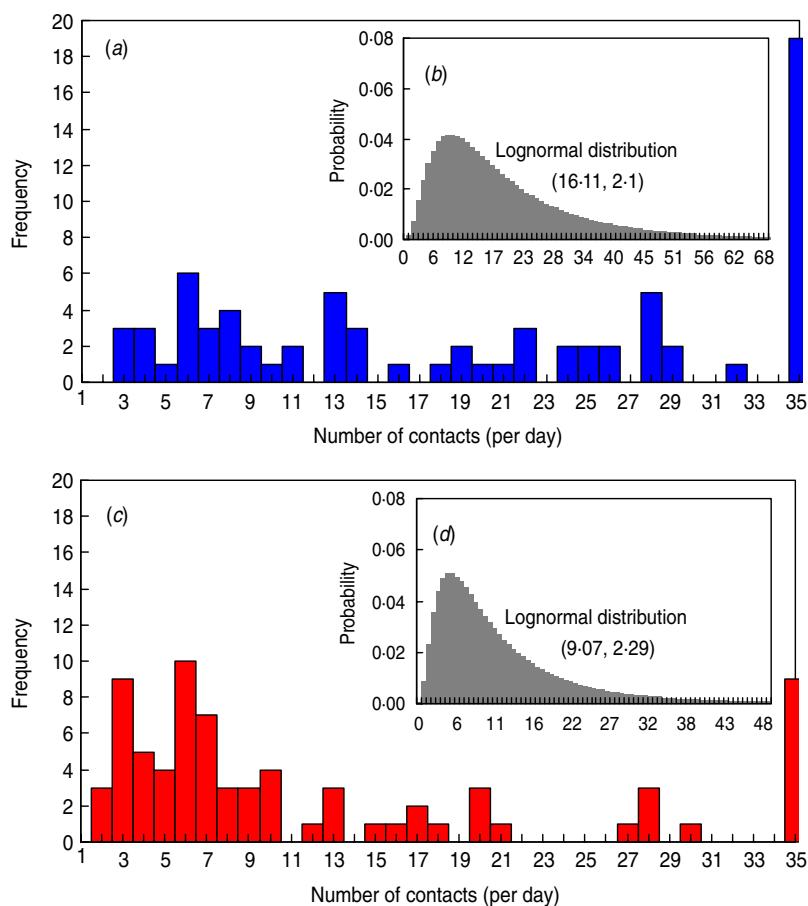 20
18
16
14
12
10
8
6
4
2
0
Frequency
(a)
1 3 5 7 9 11 13 15 17 19 21 23 25 27 29 31 33 35
Number of contacts (per day)
0·08
0·06
0·04
0·02
0·00
Probability
(b)
Lognormal distribution
(16·11, 2·1)
0 6 12 17 23 28 34 40 45 51 56 62 68
20
18
16
14
12
10
8
6
4
2
0
Frequency
(c)
1 3 5 7 9 11 13 15 17 19 21 23 25 27 29 31 33 35
Number of contacts (per day)
0·08
0·06
0·04
0·02
0·00
Probability
(d)
Lognormal distribution
(9·07, 2·29)
0 6 11 16 22 27 32 38 43 48